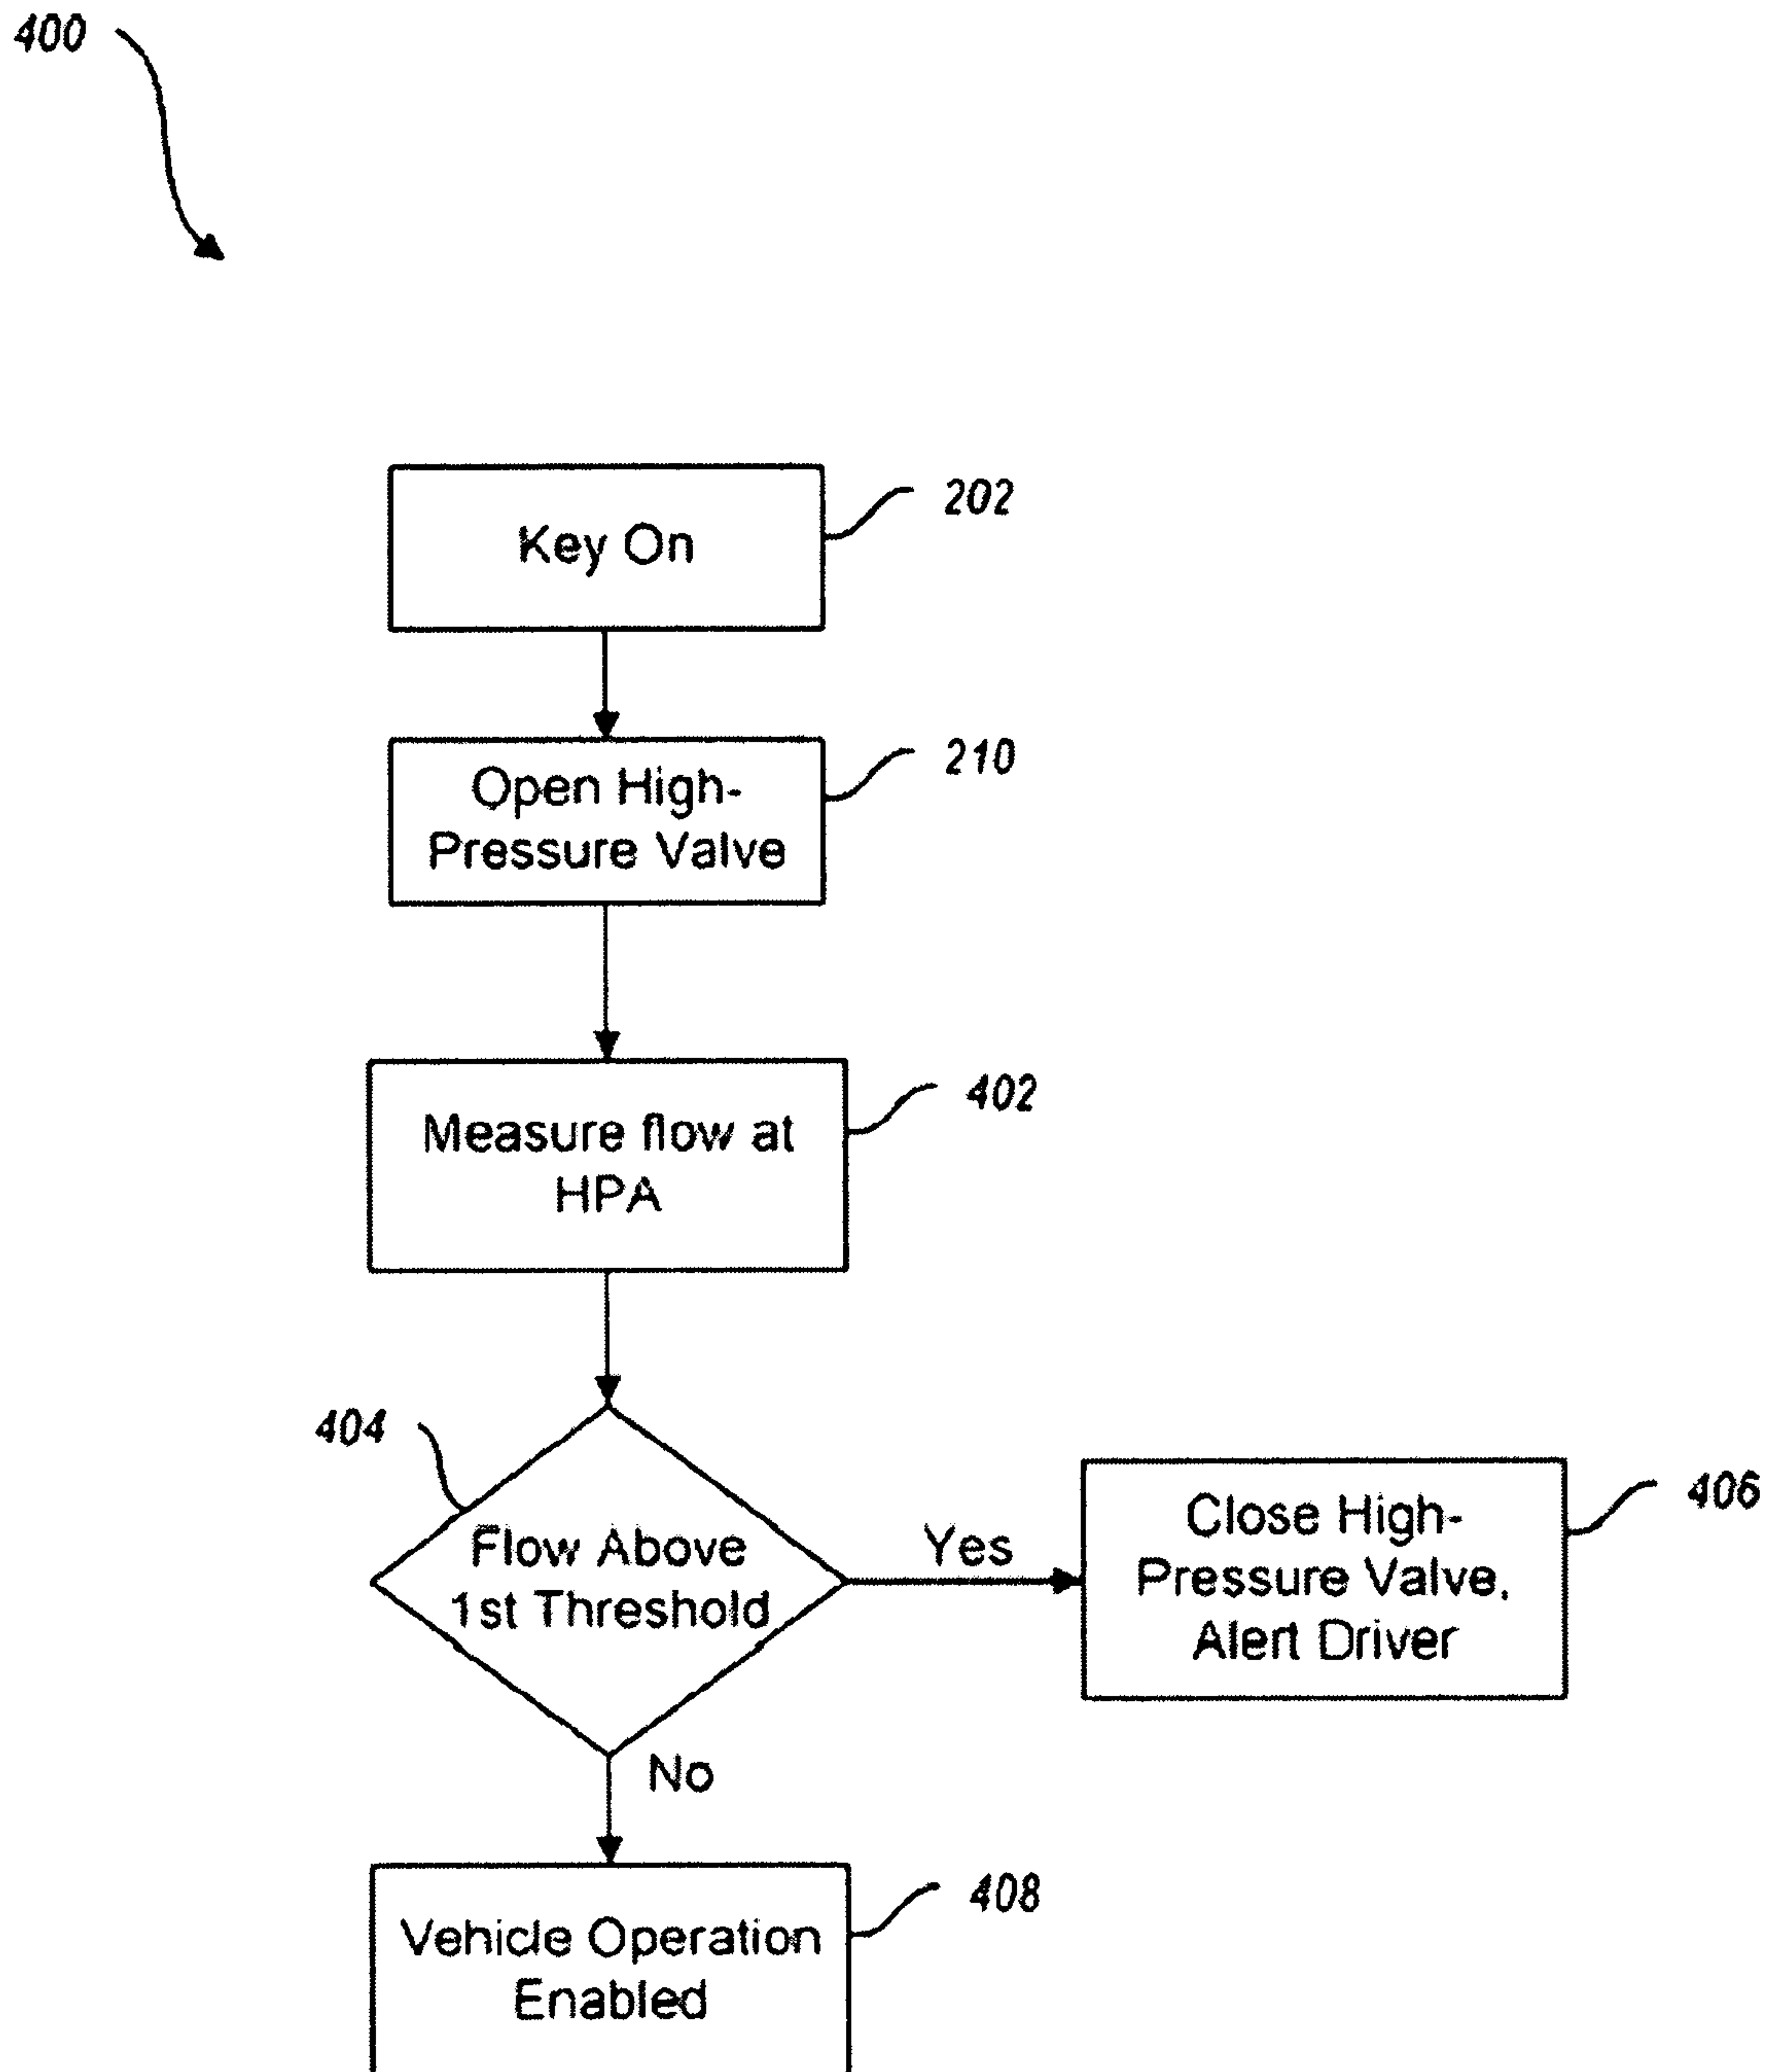 400
Key On
202
Open High-
Pressure Valve
210
Measure flow at
HPA
402
404
Flow Above
1st Threshold
Yes
Close High-
Pressure Valve,
Alert Driver
406
No
Vehicle Operation
Enabled
408